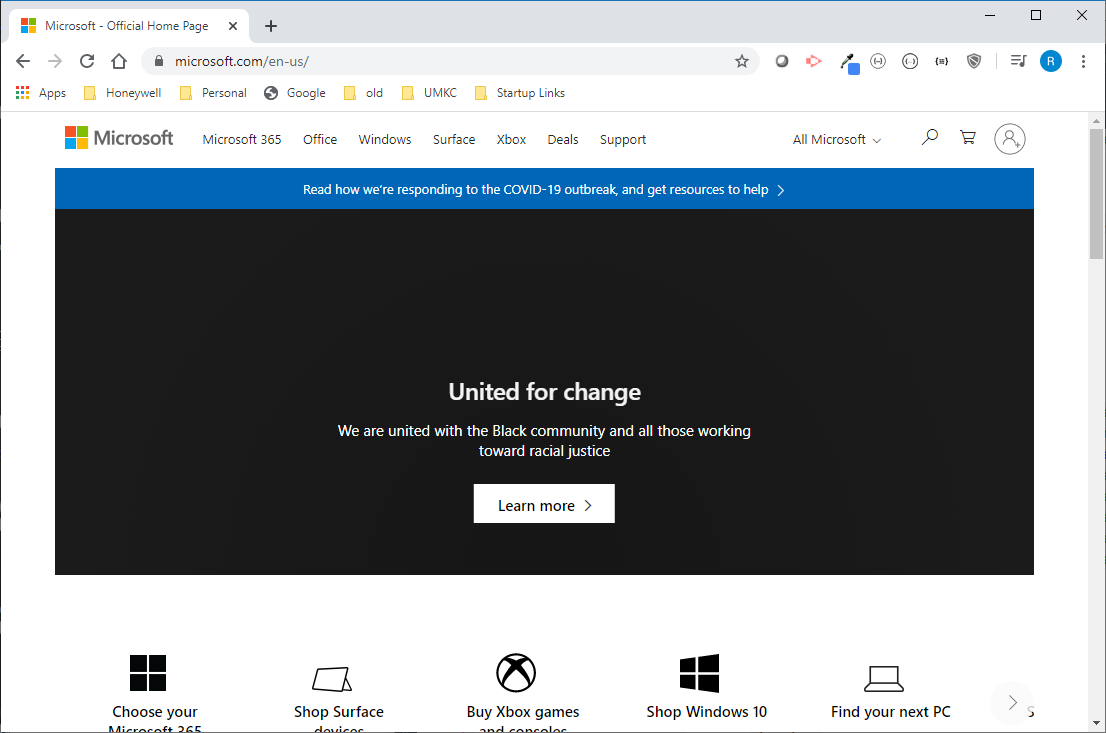 Microsoft - Official Home Page
microsoft.com/en-us/
R
Apps Honeywell Personal Google old UMKC Startup Links
Microsoft Microsoft 365 Office Windows Surface Xbox Deals Support All Microsoft
Read how we're responding to the COVID-19 outbreak, and get resources to help
United for change
We are united with the Black community and all those working
toward racial justice
Learn more
Choose your Shop Surface Buy Xbox games Shop Windows 10 Find your next PC S
Microsoft 365 devices and consoles